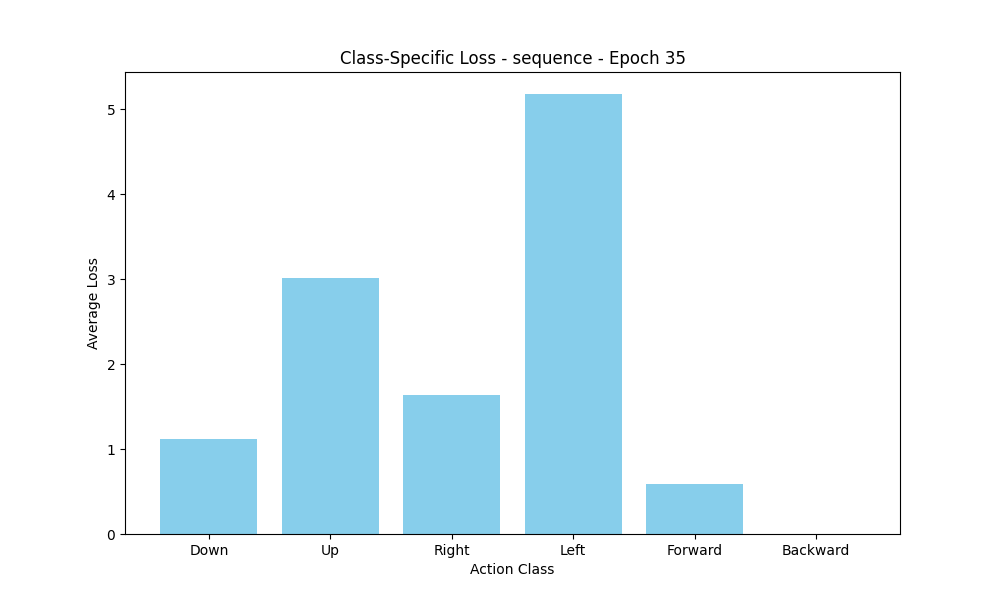 Class-Specific Loss - sequence - Epoch 35
Average Loss
5
4
3
2
1
0
Down Up Right Left Forward Backward
Action Class